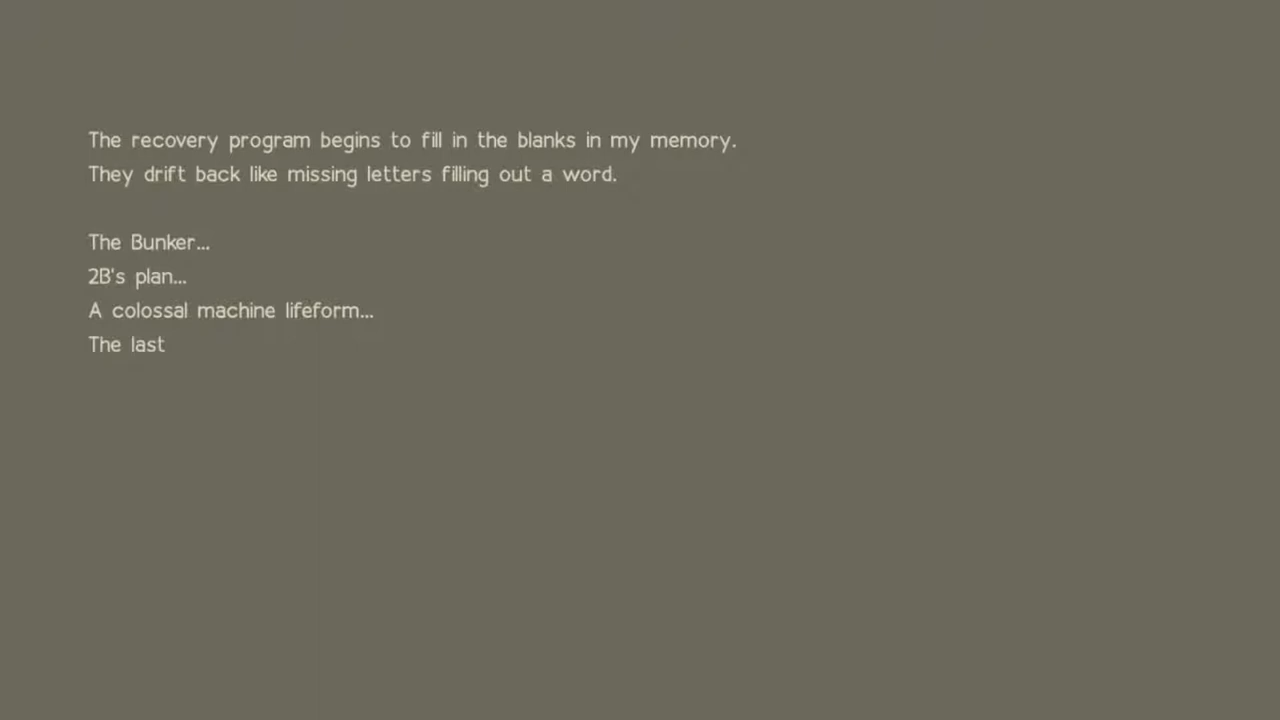 The recovery program begins to fill in the blanks in my memory.
They drift back like missing letters filling out a word.
The Bunker...
2B's plan...
A colossal machine lifeform...
The last